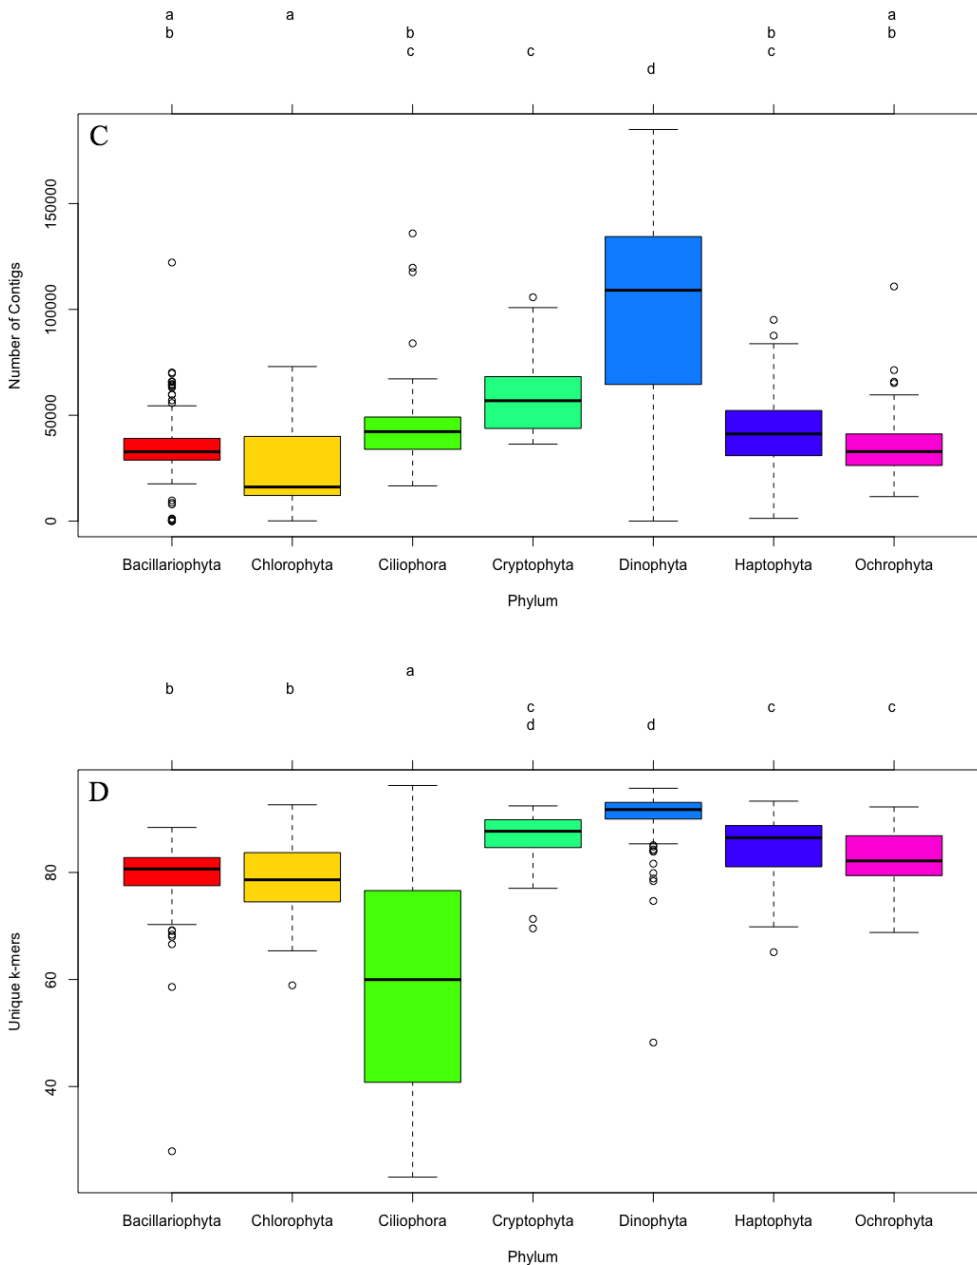 a a b a
b b c b
c c b
d
C
Number of Contigs
150000
100000
50000
0
Bacillariophyta Chlorophyta Ciliophora Cryptophyta Dinophyta Haptophyta Ochrophyta
Phylum
a
b b
c c c
d d
D
Unique k-mers
80
60
40
Bacillariophyta Chlorophyta Ciliophora Cryptophyta Dinophyta Haptophyta Ochrophyta
Phylum